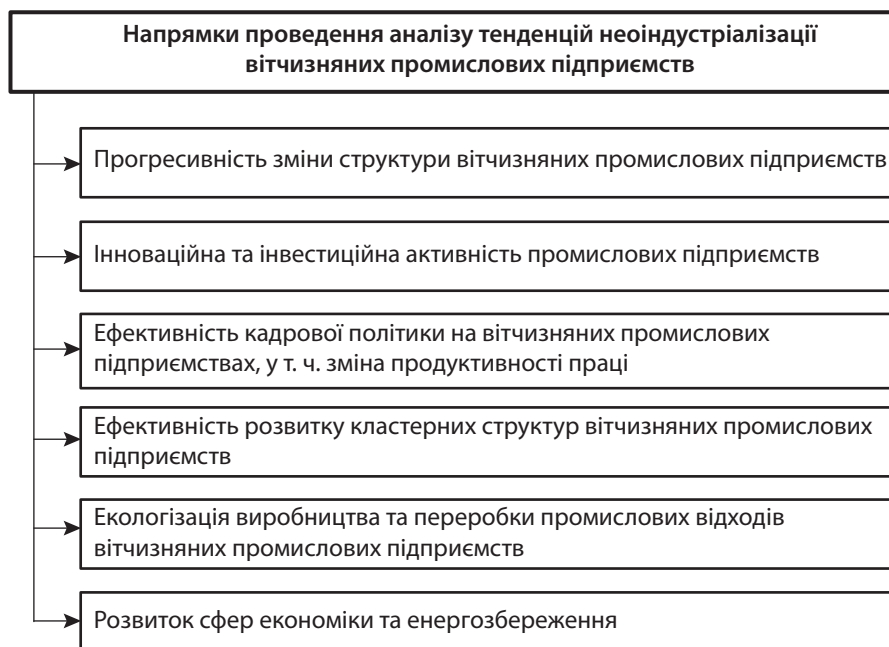 Напрямки проведення аналізу тенденцій неоіндустріалізації
вітчизняних промислових підприємств
Прогресивність зміни структури вітчизняних промислових підприємств
Інноваційна та інвестиційна активність промислових підприємств
Ефективність кадрової політики на вітчизняних промислових
підприємствах, у т. ч. зміна продуктивності праці
Ефективність розвитку кластерних структур вітчизняних промислових
підприємств
Екологізація виробництва та переробки промислових відходів
вітчизняних промислових підприємств
Розвиток сфер економіки та енергозбереження